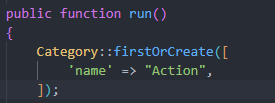 public function run()
{
    Category::firstOrCreate([
        'name' => "Action",
    ]);